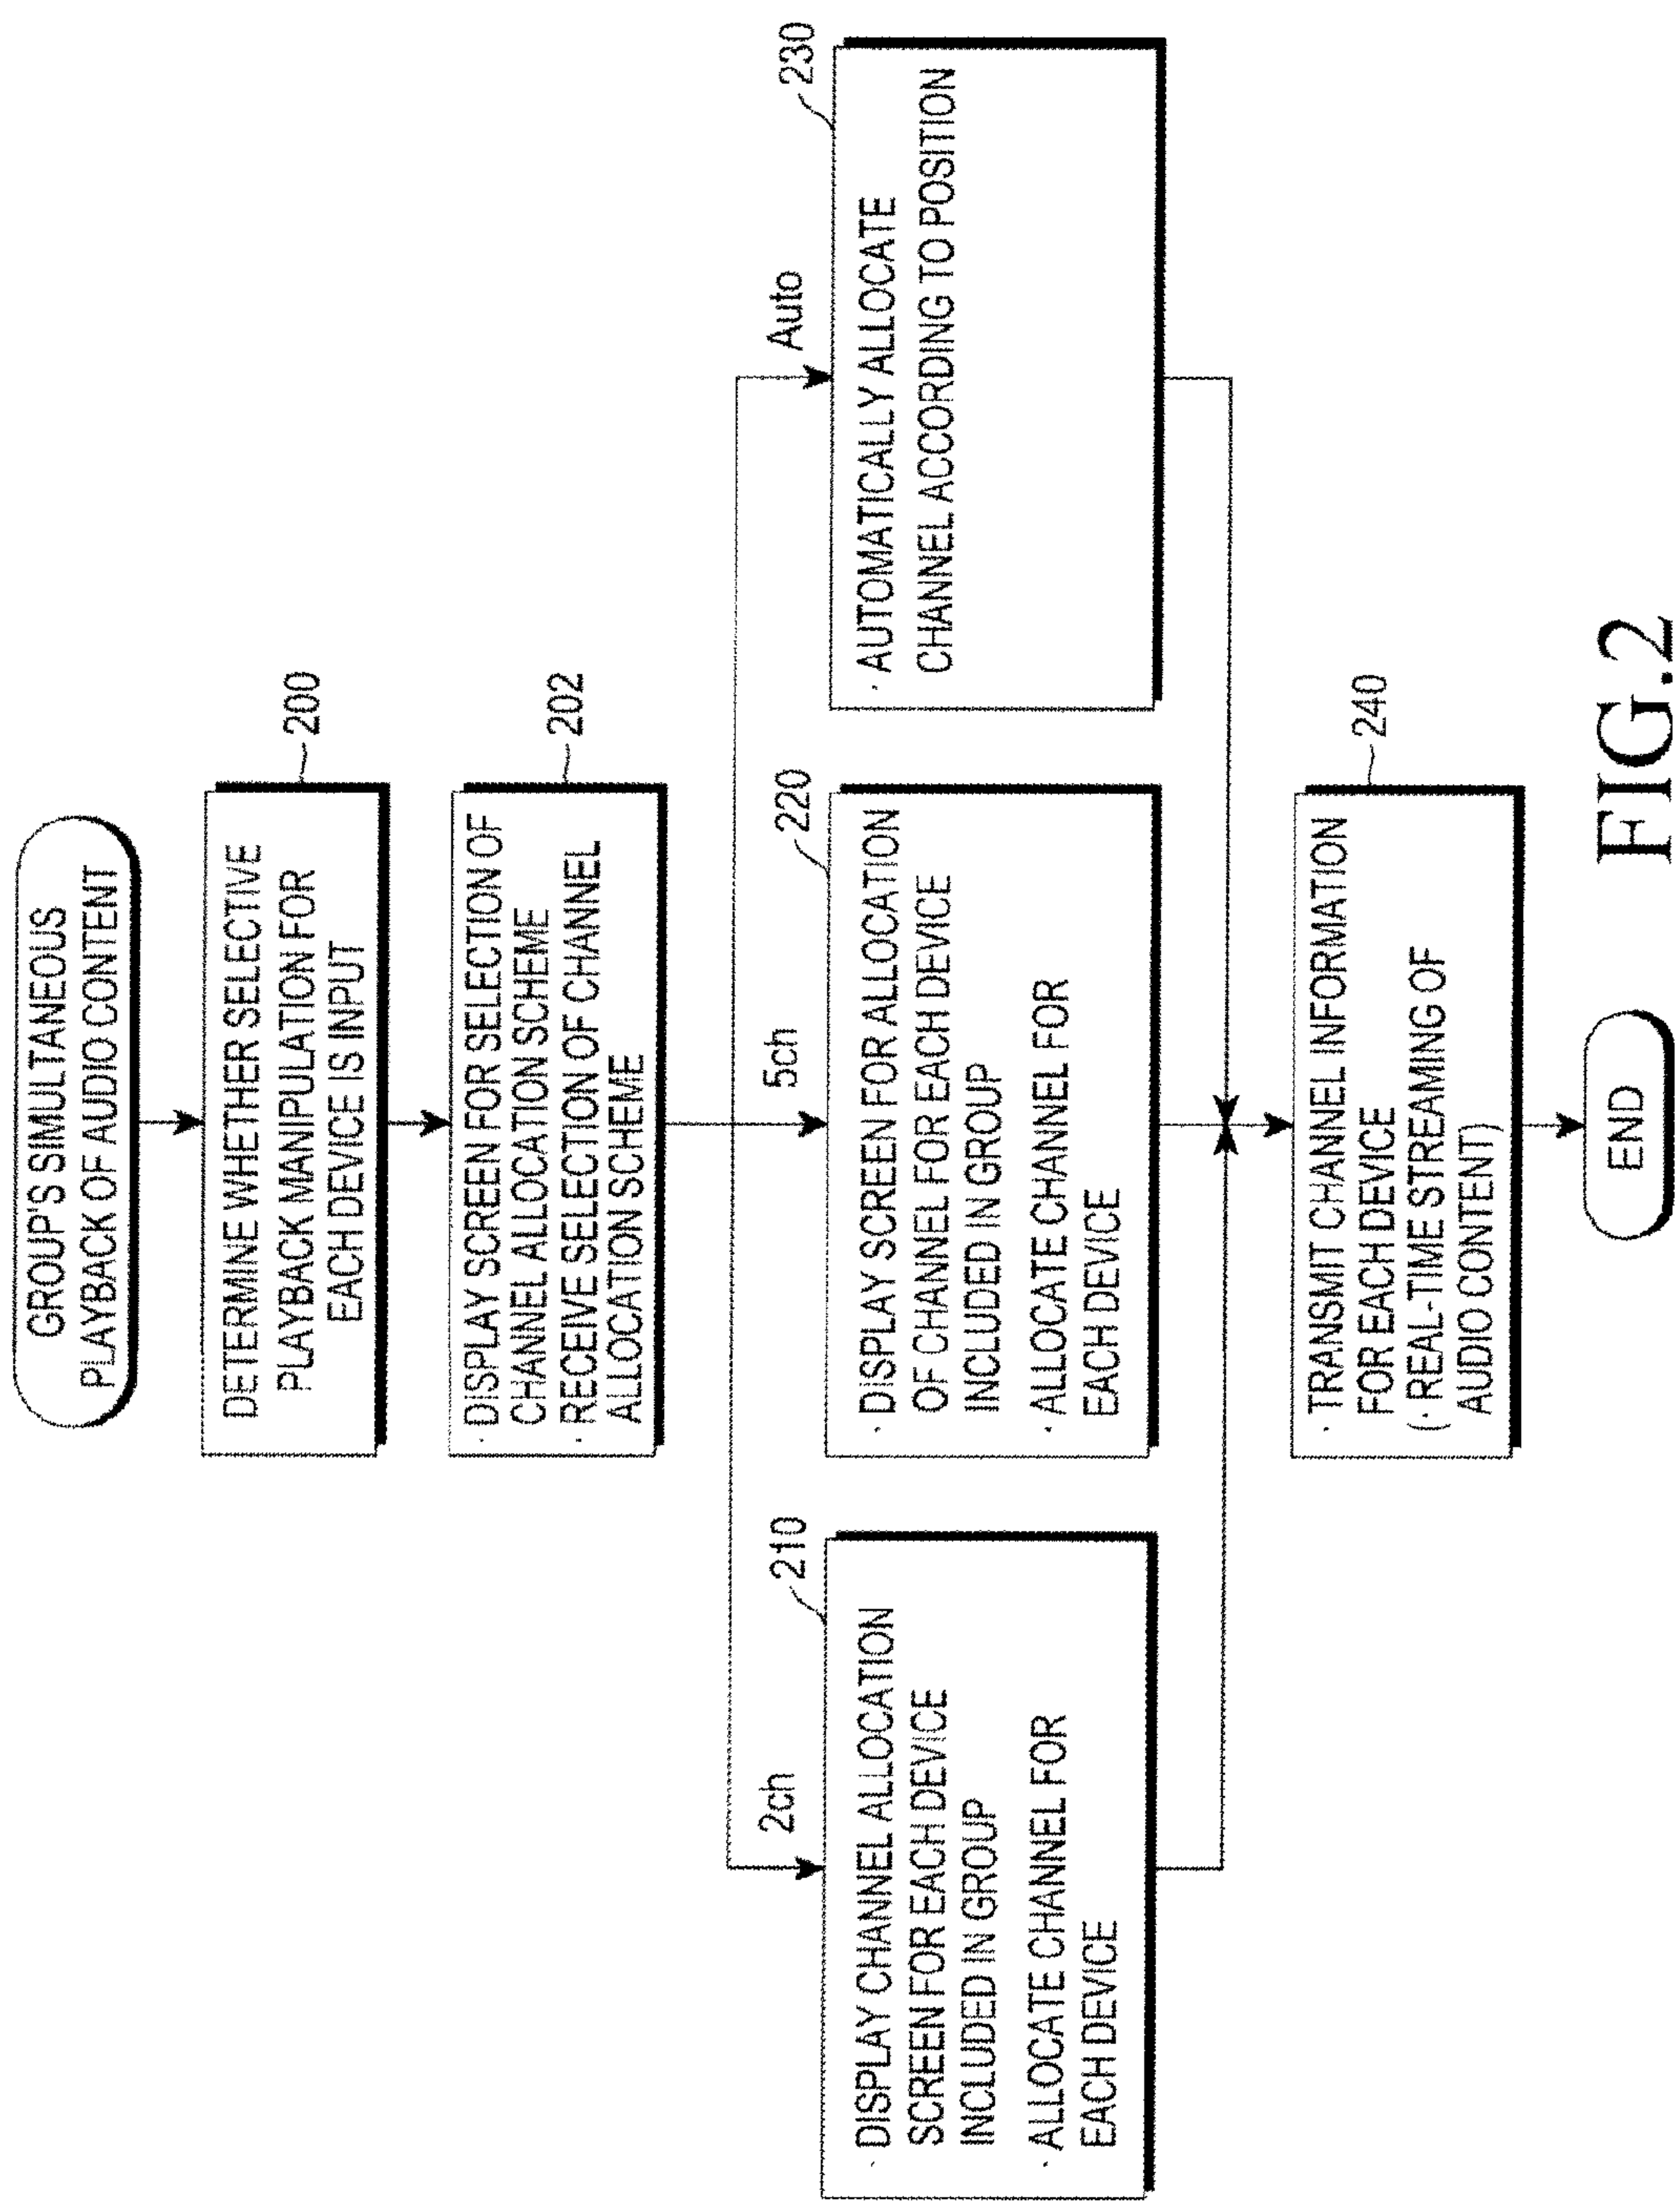 GROUP'S SIMULTANEOUS
PLAYBACK OF AUDIO CONTENT
200
DETERMINE WHETHER SELECTIVE
PLAYBACK MANIPULATION FOR
EACH DEVICE IS INPUT
202
· DISPLAY SCREEN FOR SELECTION OF
CHANNEL ALLOCATION SCHEME
· RECEIVE SELECTION OF CHANNEL
ALLOCATION SCHEME
2ch
5ch
Auto
210
· DISPLAY CHANNEL ALLOCATION
SCREEN FOR EACH DEVICE
INCLUDED IN GROUP
· ALLOCATE CHANNEL FOR
EACH DEVICE
220
· DISPLAY SCREEN FOR ALLOCATION
OF CHANNEL FOR EACH DEVICE
INCLUDED IN GROUP
· ALLOCATE CHANNEL FOR
EACH DEVICE
230
· AUTOMATICALLY ALLOCATE
CHANNEL ACCORDING TO POSITION
240
· TRANSMIT CHANNEL INFORMATION
FOR EACH DEVICE
(· REAL-TIME STREAMING OF
AUDIO CONTENT)
END
FIG.2